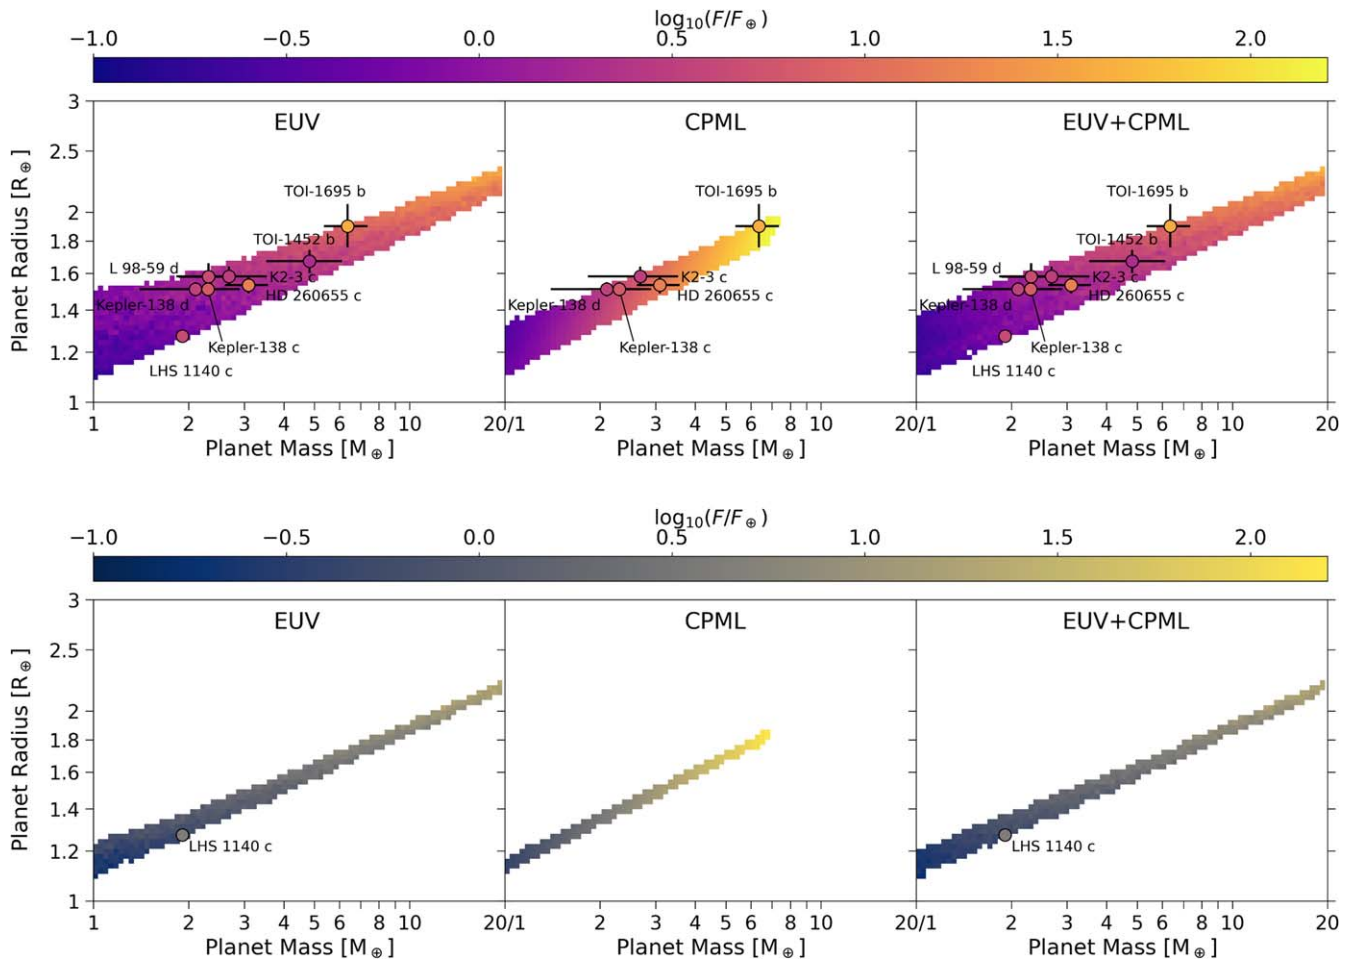 log₁₀(F/F⊕)
−1.0 −0.5 0.0 0.5 1.0 1.5 2.0
EUV CPML EUV+CPML
Planet Radius [R⊕]
3
2.5
2
1.8
1.6
1.4
1.2
1
TOI-1695 b
TOI-1452 b
L 98-59 d
K2-3 c
HD 260655 c
Kepler-138 d
Kepler-138 c
LHS 1140 c
TOI-1695 b
K2-3 c
HD 260655 c
Kepler-138 d
Kepler-138 c
TOI-1695 b
TOI-1452 b
L 98-59 d
K2-3 c
HD 260655 c
Kepler-138 d
Kepler-138 c
LHS 1140 c
1 2 3 4 5 6 8 10 20/1 2 3 4 5 6 8 10 20/1 2 3 4 5 6 8 10 20
Planet Mass [M⊕] Planet Mass [M⊕] Planet Mass [M⊕]
log₁₀(F/F⊕)
−1.0 −0.5 0.0 0.5 1.0 1.5 2.0
EUV CPML EUV+CPML
Planet Radius [R⊕]
3
2.5
2
1.8
1.6
1.4
1.2
1
LHS 1140 c
LHS 1140 c
1 2 3 4 5 6 8 10 20/1 2 3 4 5 6 8 10 20/1 2 3 4 5 6 8 10 20
Planet Mass [M⊕] Planet Mass [M⊕] Planet Mass [M⊕]